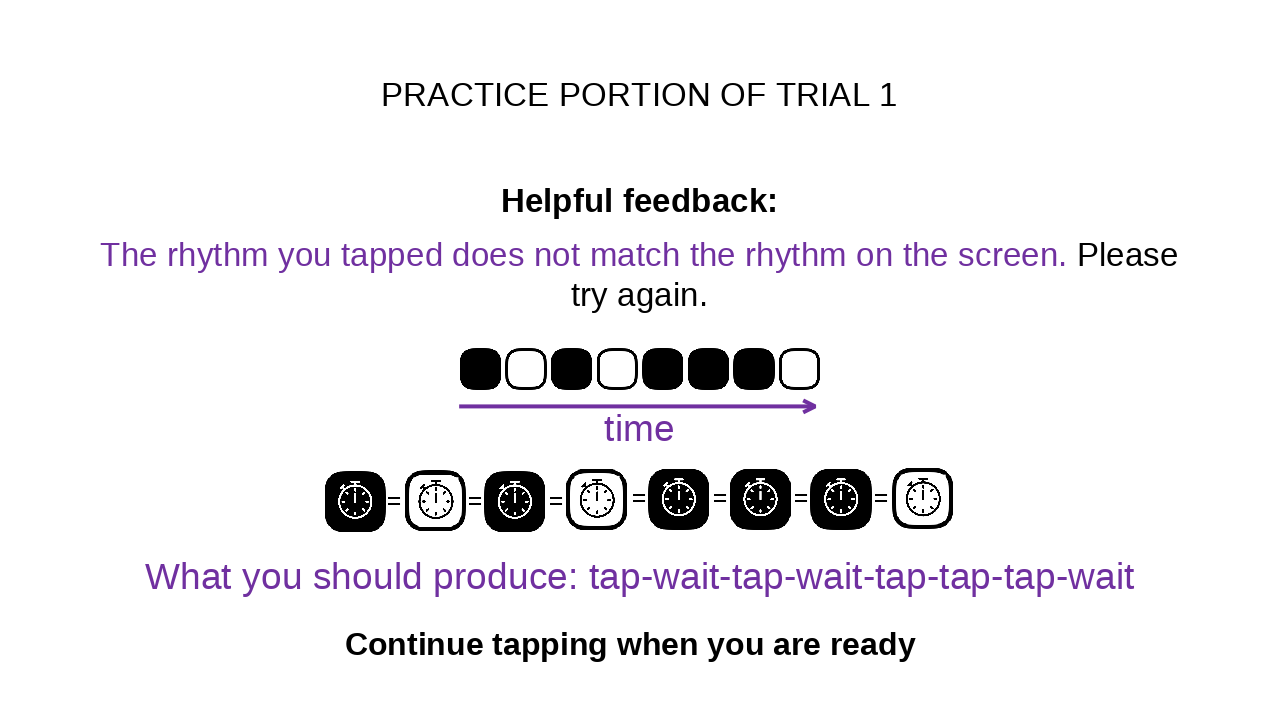 PRACTICE PORTION OF TRIAL 1
Helpful feedback:
The rhythm you tapped does not match the rhythm on the screen. Please
try again.
time
= = = = = = =
What you should produce: tap-wait-tap-wait-tap-tap-tap-wait
Continue tapping when you are ready